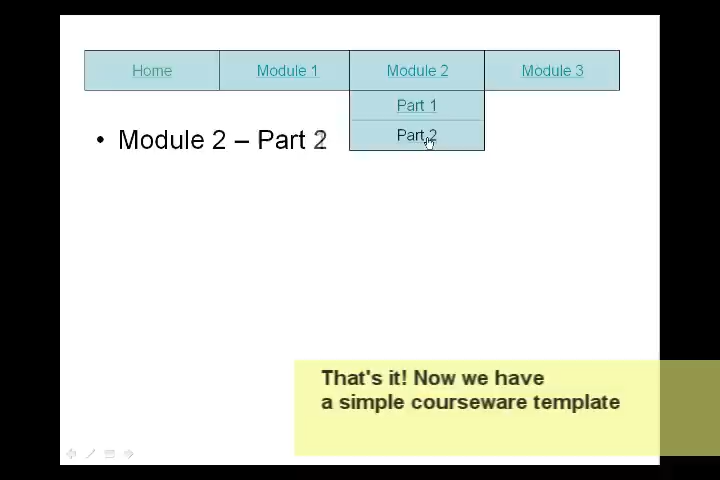 Home Module 1 Module 2 Module 3
Part 1
Part 2
• Module 2 – Part 2
That's it! Now we have
a simple courseware template